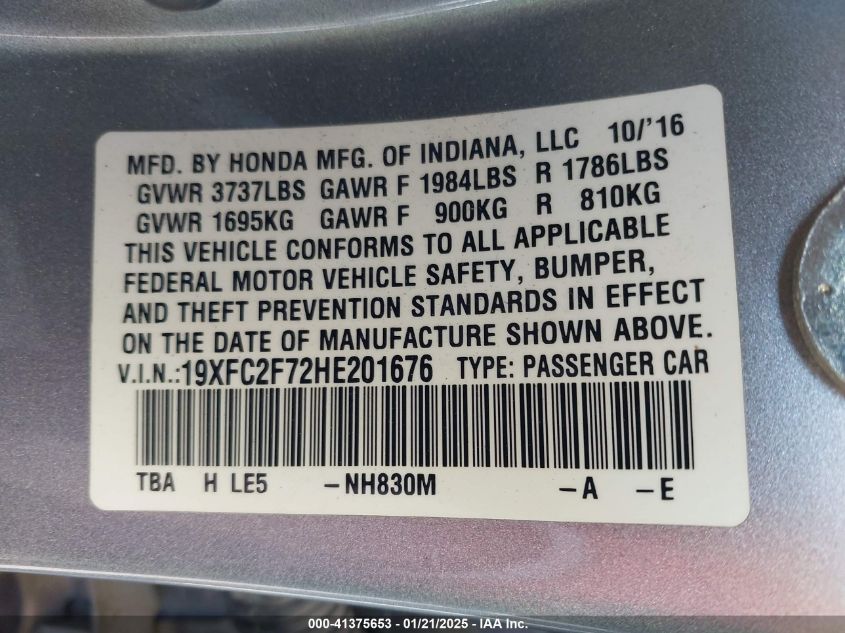 MFD. BY HONDA MFG. OF INDIANA, LLC 10/'16
GVWR 3737LBS GAWR F 1984LBS R 1786LBS
GVWR 1695KG GAWR F 900KG R 810KG
THIS VEHICLE CONFORMS TO ALL APPLICABLE
FEDERAL MOTOR VEHICLE SAFETY, BUMPER,
AND THEFT PREVENTION STANDARDS IN EFFECT
ON THE DATE OF MANUFACTURE SHOWN ABOVE.
V.I.N.:19XFC2F72HE201676 TYPE: PASSENGER CAR
TBA H LE5 -NH830M -A -E
000-41375653 - 01/21/2025 - IAA Inc.